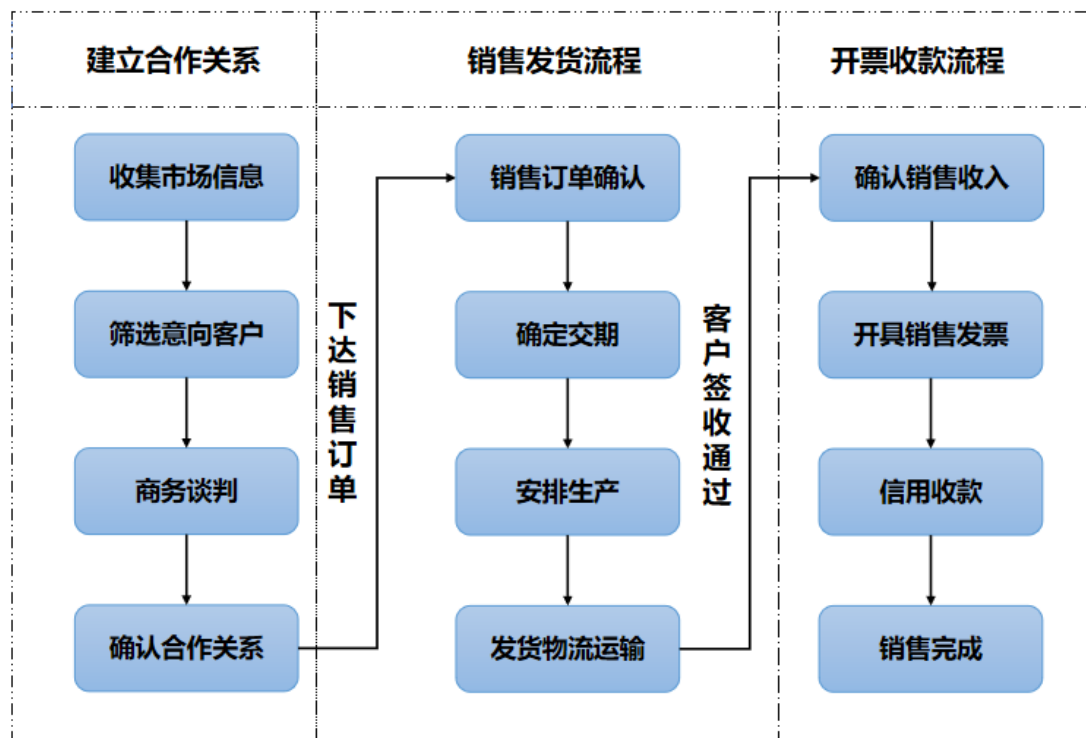 建立合作关系
收集市场信息
筛选意向客户
商务谈判
确认合作关系
下达销售订单
销售发货流程
销售订单确认
确定交期
安排生产
发货物流运输
客户签收通过
开票收款流程
确认销售收入
开具销售发票
信用收款
销售完成